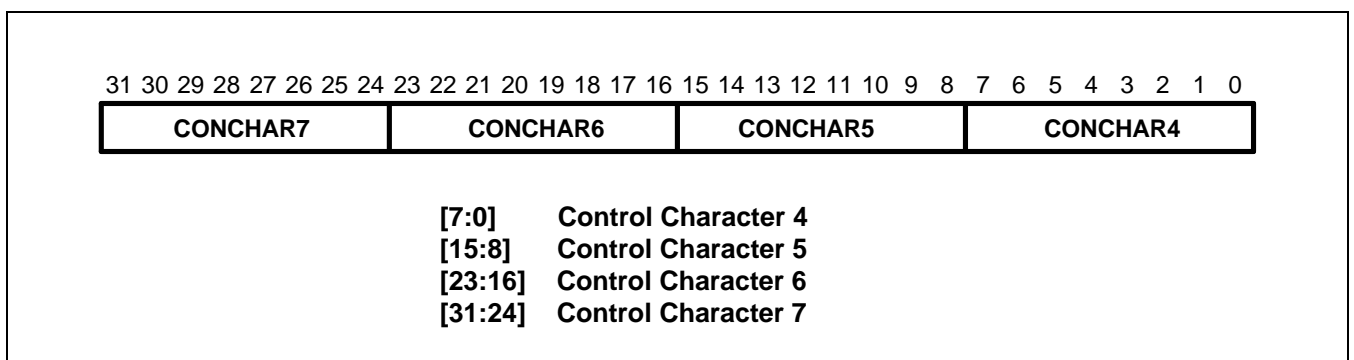 31 30 29 28 27 26 25 24 23 22 21 20 19 18 17 16 15 14 13 12 11 10 9 8 7 6 5 4 3 2 1 0
CONCHAR7 CONCHAR6 CONCHAR5 CONCHAR4
[7:0] Control Character 4
[15:8] Control Character 5
[23:16] Control Character 6
[31:24] Control Character 7